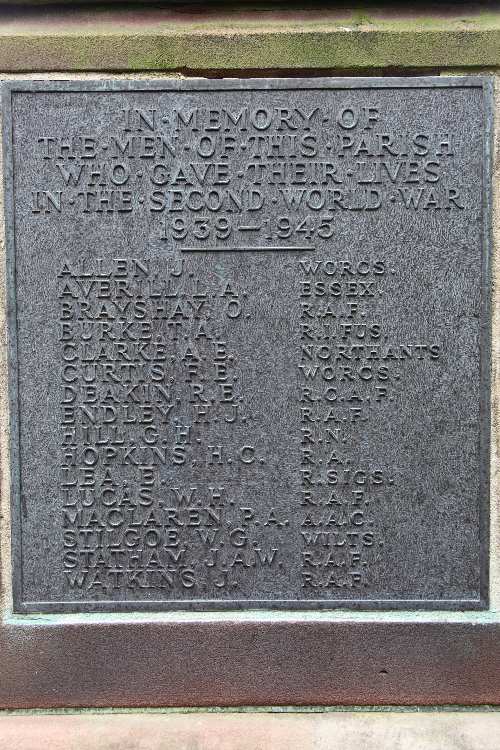 IN·MEMORY·OF
THE·MEN·OF·THIS·PARISH
WHO·GAVE·THEIR·LIVES
IN·THE·SECOND·WORLD·WAR
1939—1945
ALLEN, J. WORCS.
AVERILL, L.A. ESSEX.
BRAYSHAY, O. R.A.F.
BURKE, T.A. R.I.FUS
CLARKE, A.E. NORTHANTS
CURTIS, F.E. WORCS.
DEAKIN, R.E. R.C.A.F.
ENDLEY, H.J. R.A.F.
HILL, G.H. R.N.
HOPKINS, H.C. R.A.
LEA, E. R.SIGS.
LUCAS, W.H. R.A.F.
MACLAREN, P.A. A.A.C.
STILGOE, W.G. WILTS.
STATHAM, J.A.W. R.A.F.
WATKINS, J. R.A.F.